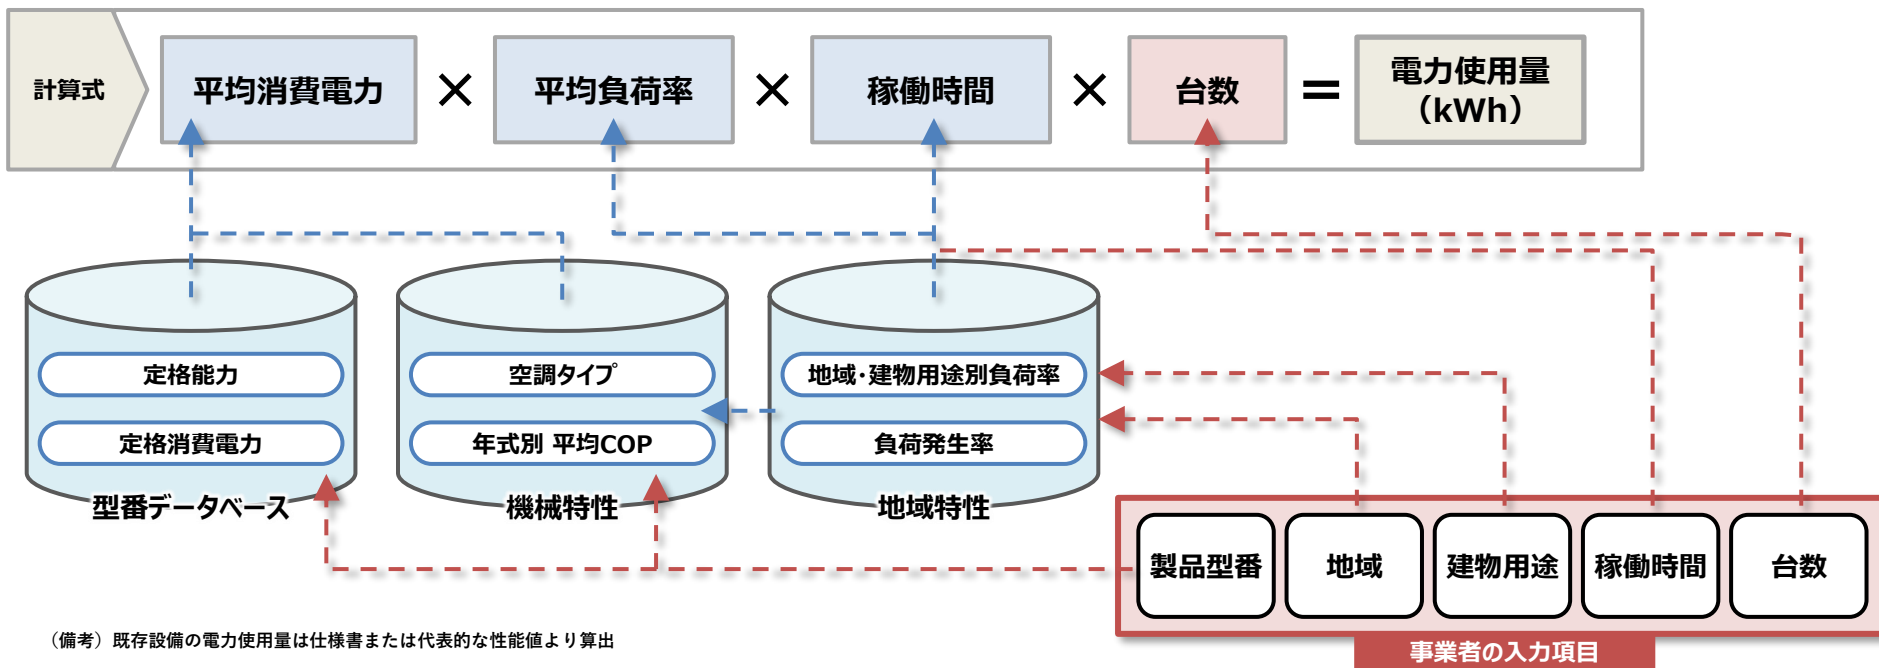 計算式
平均消費電力 × 平均負荷率 × 稼働時間 × 台数 = 電力使用量
（kWh）
定格能力
定格消費電力
型番データベース
空調タイプ
年式別 平均COP
機械特性
地域・建物用途別負荷率
負荷発生率
地域特性
製品型番
地域
建物用途
稼働時間
台数
事業者の入力項目
（備考）既存設備の電力使用量は仕様書または代表的な性能値より算出